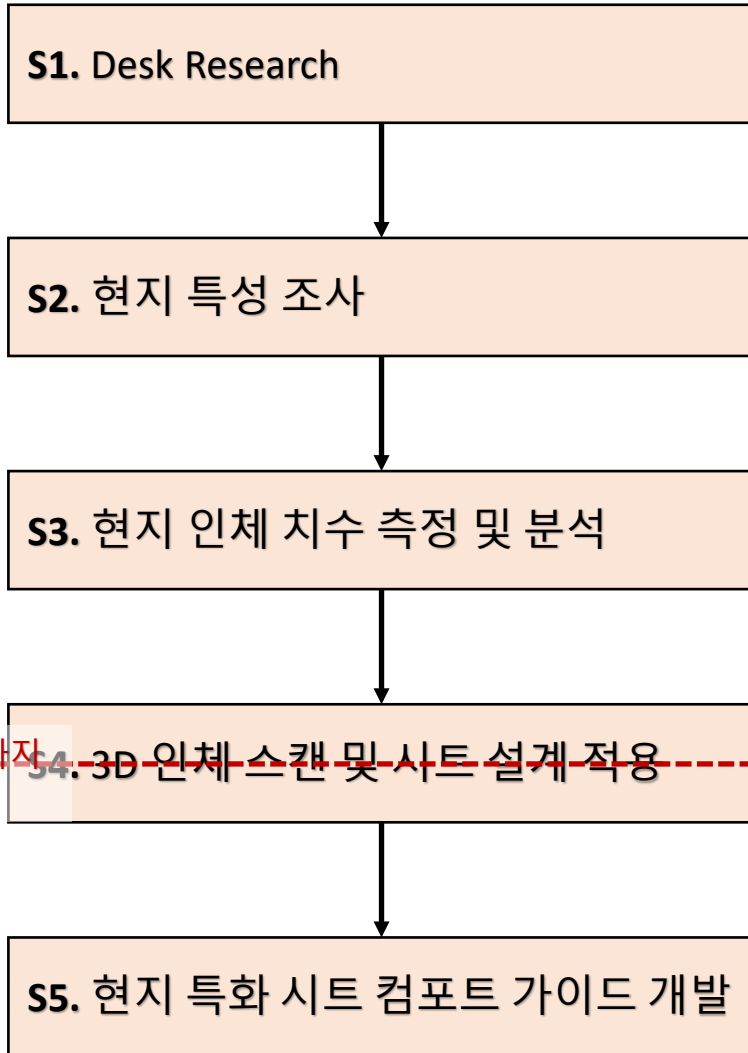 S1. Desk Research
S2. 현지 특성 조사
S3. 현지 인체 치수 측정 및 분석
S4. 3D 인체 스캔 및 시트 설계 적용
S5. 현지 특화 시트 컴포트 가이드 개발